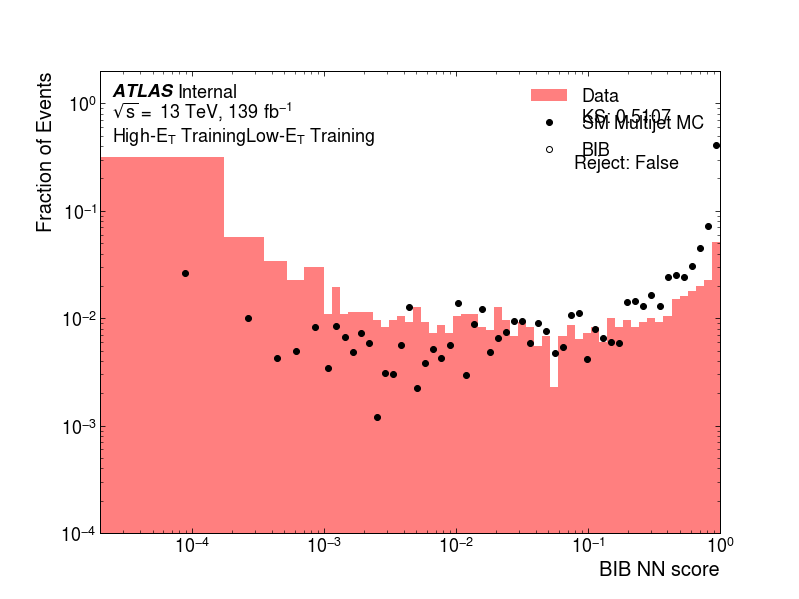 ATLAS Internal
√s = 13 TeV, 139 fb⁻¹
High-E_T TrainingLow-E_T Training
Data
KS: 0.5107
SM Multijet MC
BIB
Reject: False
Fraction of Events
10⁰
10⁻¹
10⁻²
10⁻³
10⁻⁴
10⁻⁴
10⁻³
10⁻²
10⁻¹
10⁰
BIB NN score